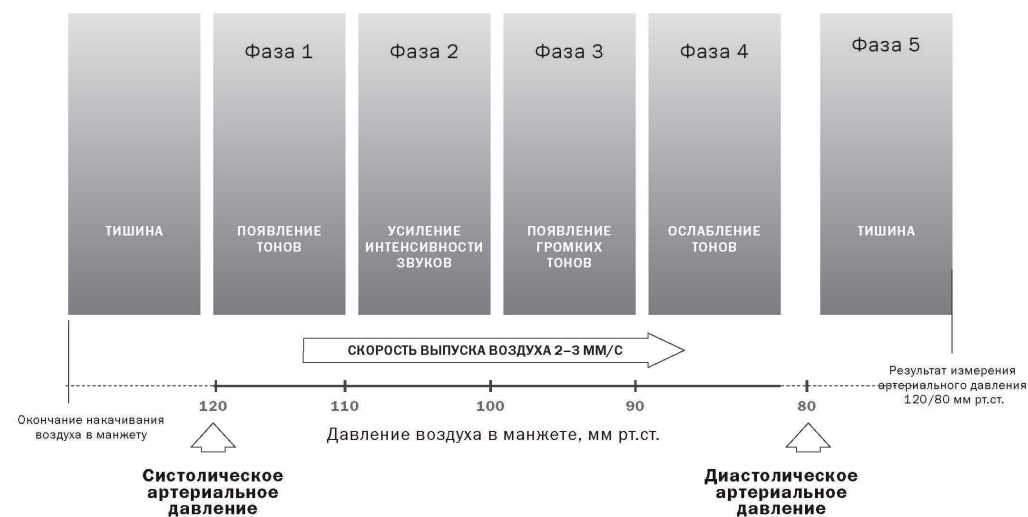 Фаза 1
Фаза 2
Фаза 3
Фаза 4
Фаза 5
ТИШИНА
ПОЯВЛЕНИЕ
ТОНОВ
УСИЛЕНИЕ
ИНТЕНСИВНОСТИ
ЗВУКОВ
ПОЯВЛЕНИЕ
ГРОМКИХ
ТОНОВ
ОСЛАБЛЕНИЕ
ТОНОВ
ТИШИНА
СКОРОСТЬ ВЫПУСКА ВОЗДУХА 2–3 ММ/С
Результат измерения
артериального давления
120/80 мм рт.ст.
120
110
100
90
80
Окончание накачивания
воздуха в манжету
Давление воздуха в манжете, мм рт.ст.
Систолическое
артериальное
давление
Диастолическое
артериальное
давление